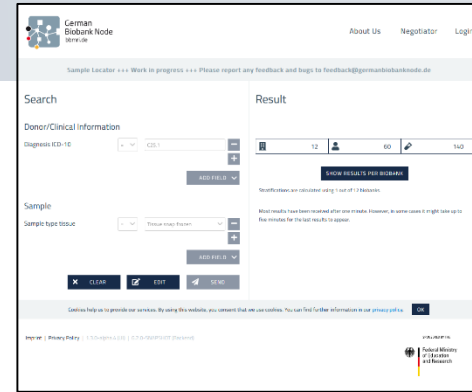 German
Biobank Node
bbmri.de
About Us Negotiator Login
Sample Locator +++ Work in progress +++ Please report any feedback and bugs to feedback@germanbiobanknode.de
Search
Result
Donor/Clinical Information
Diagnosis ICD-10
12 60 140
ADD FIELD
SHOW RESULTS PER BIOBANK
Stratifications are calculated using 9 out of 12 biobanks
Sample
Most results have been received after one minute. However, in some cases it might take up to
five minutes for the last results to appear.
Sample type tissue = Tissue snap frozen
ADD FIELD
CLEAR EDIT SEND
Cookies help us to provide our services. By using this website, you consent that we use cookies. You can find further information in our privacy policy. OK
Imprint | Privacy Policy
Federal Ministry
of Education
and Research